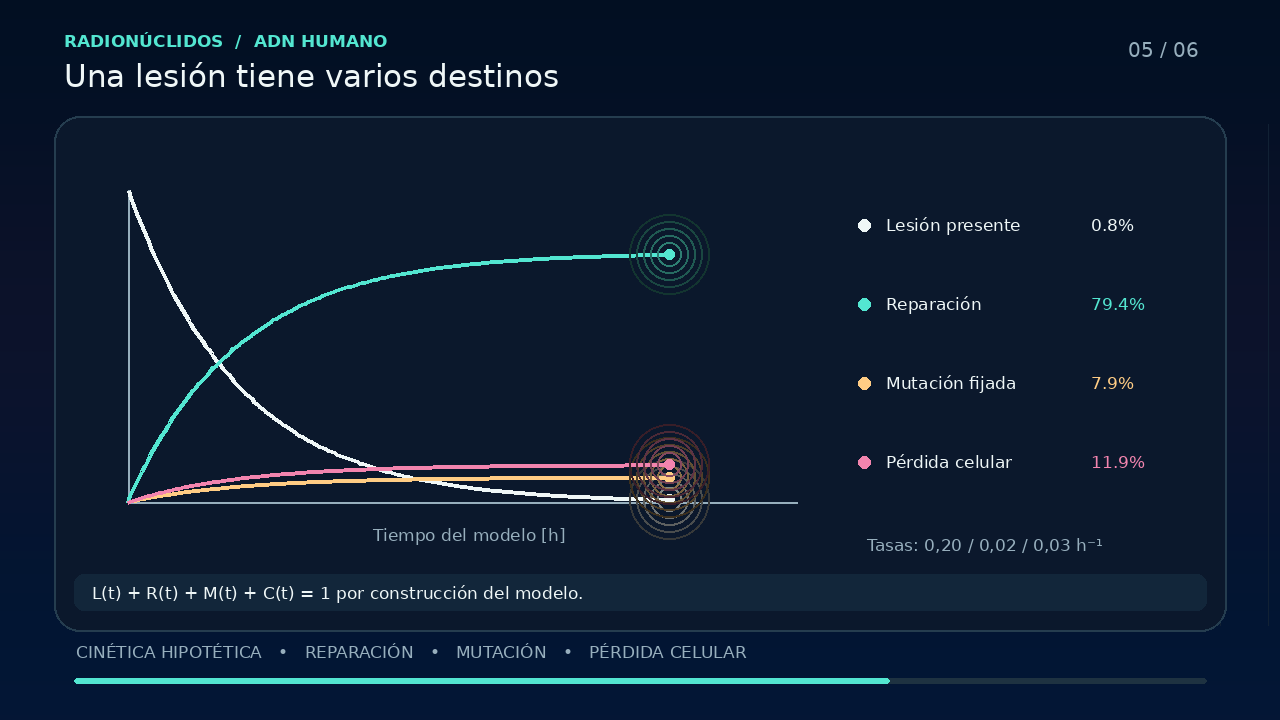 RADIONÚCLIDOS / ADN HUMANO
05 / 06
Una lesión tiene varios destinos
Lesión presente 0.8%
Reparación 79.4%
Mutación fijada 7.9%
Pérdida celular 11.9%
Tiempo del modelo [h]
Tasas: 0,20 / 0,02 / 0,03 h⁻¹
L(t) + R(t) + M(t) + C(t) = 1 por construcción del modelo.
CINÉTICA HIPOTÉTICA • REPARACIÓN • MUTACIÓN • PÉRDIDA CELULAR